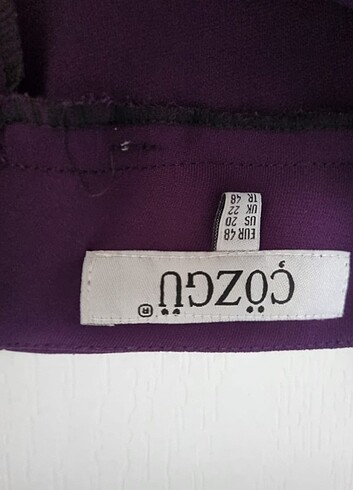 ÇÖZGÜ®
EUR 48
US 20
UK 22
TR. 48